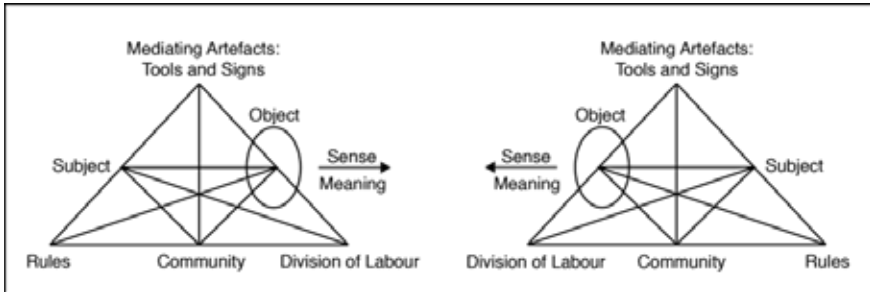 Mediating Artefacts:
Tools and Signs
Object
Subject
Sense
Meaning
Rules
Community
Division of Labour
Mediating Artefacts:
Tools and Signs
Object
Sense
Meaning
Subject
Division of Labour
Community
Rules